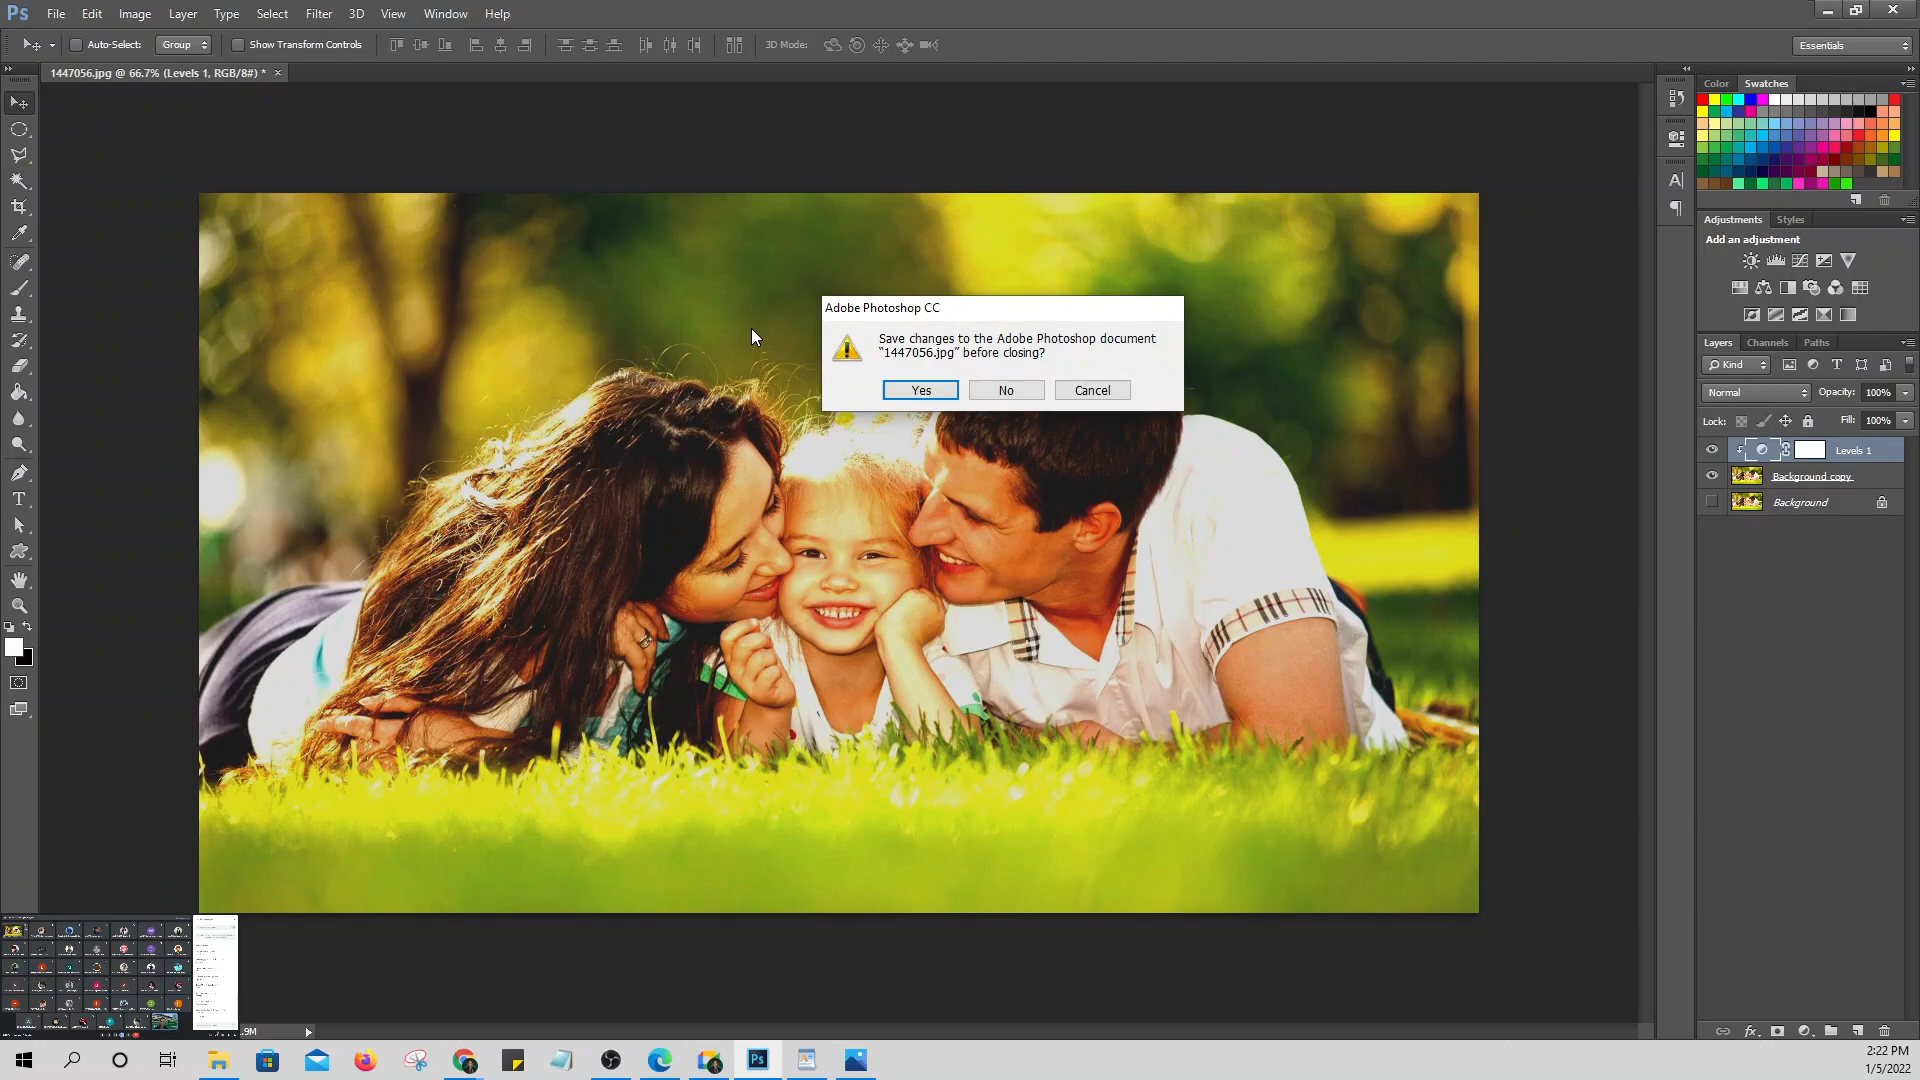 Ps File Edit Image Layer Type Select Filter 3D View Window Help
Auto-Select: Group Show Transform Controls 3D Mode: Essentials
1447056.jpg @ 66.7% (Levels 1, RGB/8#) * ×
Color Swatches
Adjustments Styles
Add an adjustment
Adobe Photoshop CC
Save changes to the Adobe Photoshop document
“1447056.jpg” before closing?
Yes No Cancel
Layers Channels Paths
Kind
Normal Opacity: 100%
Lock: Fill: 100%
Levels 1
Background copy
Background
.9M
2:22 PM
1/5/2022